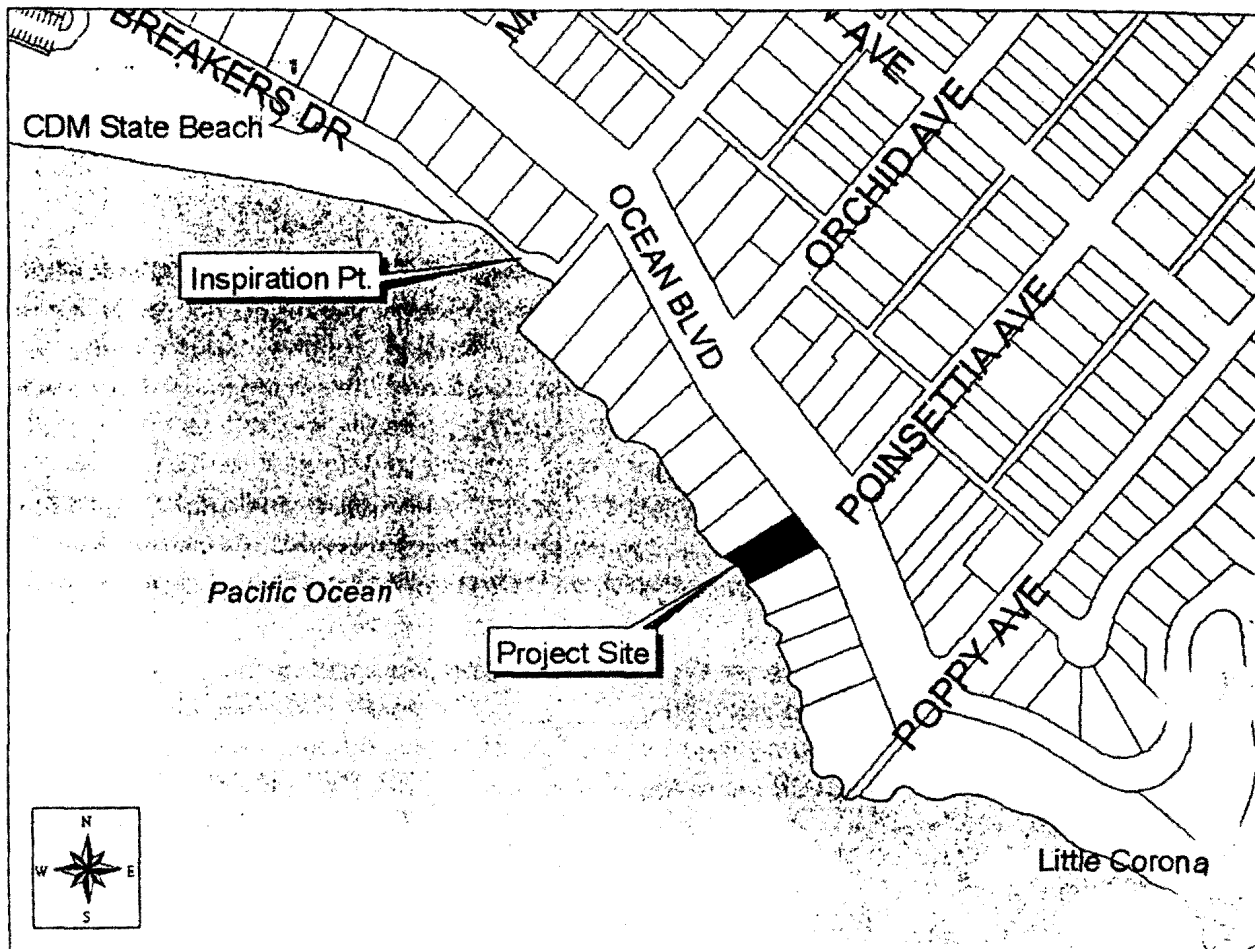 BREAKERS DR
AVE
CDM State Beach
ORCHID AVE
OCEAN BLVD
Inspiration Pt.
POINSETTIA AVE
Pacific Ocean
Project Site
POPPY AVE
Little Corona
N
W E
S